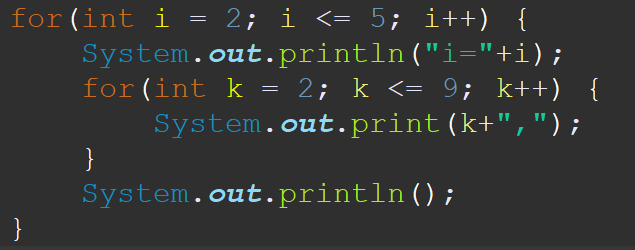 for(int i = 2; i <= 5; i++) {
    System.out.println("i="+i);
    for(int k = 2; k <= 9; k++) {
        System.out.print(k+",");
    }
    System.out.println();
}